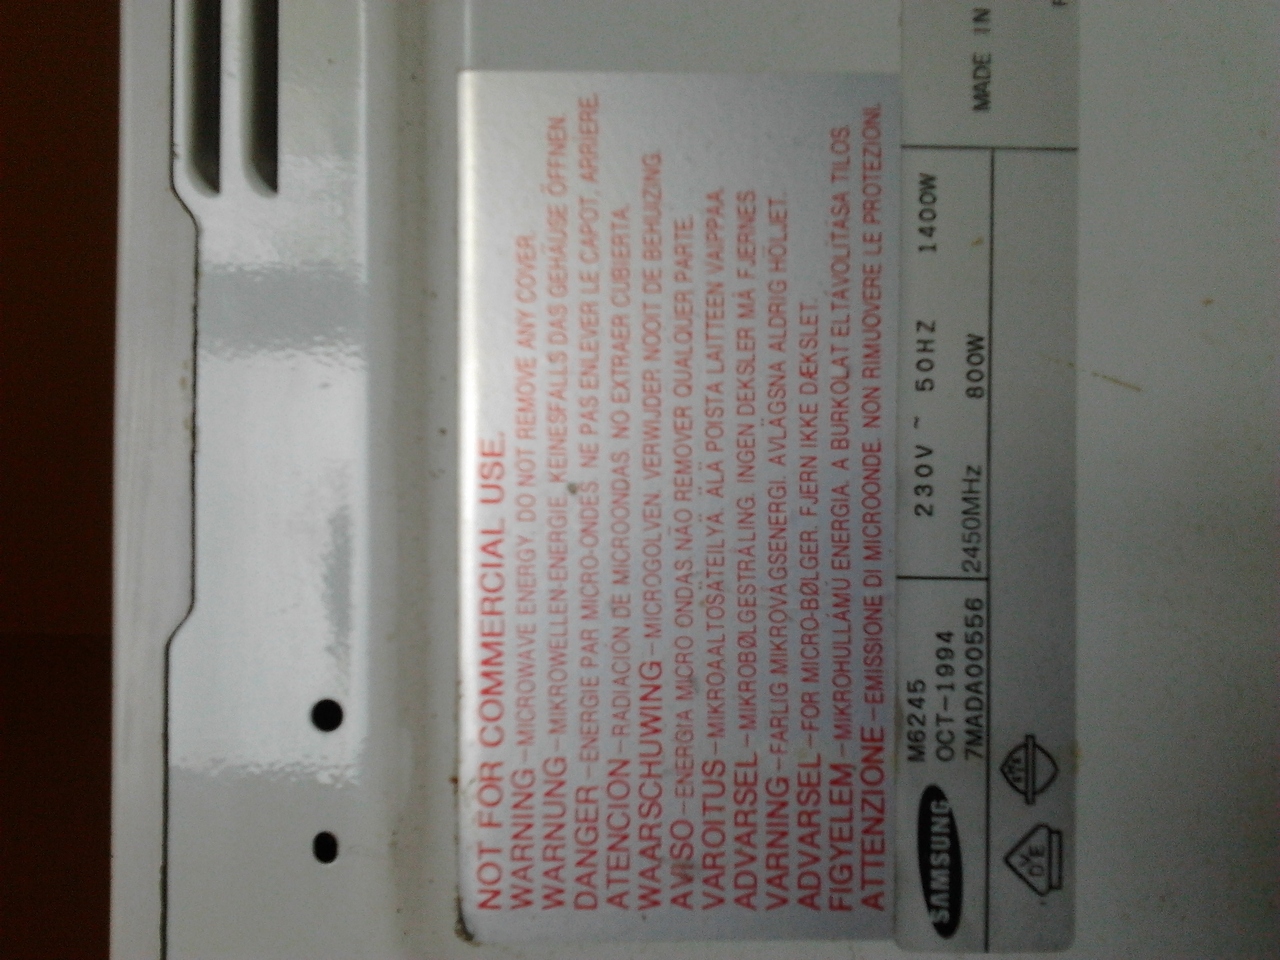 NOT FOR COMMERCIAL USE.
WARNING – MICROWAVE ENERGY, DO NOT REMOVE ANY COVER.
WARNUNG – MIKROWELLEN-ENERGIE, KEINESFALLS DAS GEHÄUSE ÖFFNEN.
DANGER – ENERGIE PAR MICRO-ONDES. NE PAS ENLEVER LE CAPOT, ARRIERE.
ATENCION – RADIACIÓN DE MICROONDAS NO EXTRAER CUBIERTA.
WAARSCHUWING – MICROGOLVEN. VERWIJDER NOOIT DE BEHUIZING.
AVISO – ENERGIA MICRO ONDAS NÃO REMOVER QUALQUER PARTE.
VAROITUS – MIKROAALTOSÄTEILYÄ. ÄLÄ POISTA LAITTEEN VAIPPAA.
ADVARSEL – MIKROBØLGESTRÅLING. INGEN DEKSLER MÅ FJERNES
VARNING – FARLIG MIKROVÅGSENERGI. AVLÄGSNA ALDRIG HÖLJET.
ADVARSEL – FOR MICRO-BØLGER. FJERN IKKE DÆKSLET.
FIGYELEM – MIKROHULLÁMÚ ENERGIA. A BURKOLAT ELTÁVOLÍTÁSA TILOS.
ATTENZIONE – EMISSIONE DI MICROONDE. NON RIMUOVERE LE PROTEZIONI.
SAMSUNG
M6245
OCT-1994
7MADA00556
230V ~ 50HZ 1400W
2450MHz 800W
MADE IN
VDE